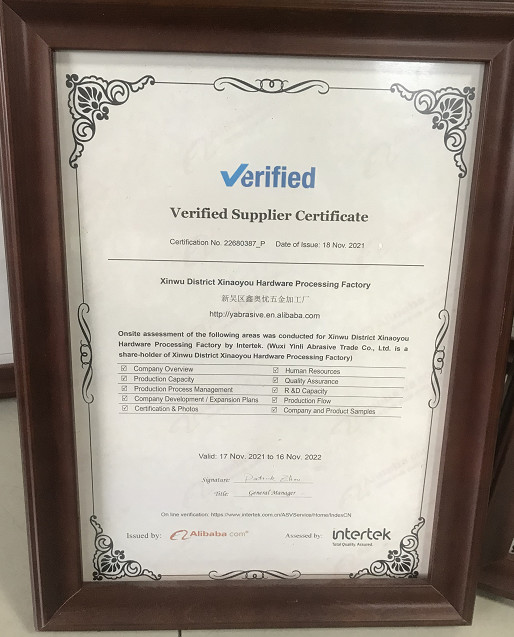 Verified
Verified Supplier Certificate
Certification No. 22680387_P Date of Issue: 18 Nov. 2021
Xinwu District Xinaoyou Hardware Processing Factory
新吴区鑫奥优五金加工厂
http://yabrasive.en.alibaba.com
Onsite assessment of the following areas was conducted for Xinwu District Xinaoyou
Hardware Processing Factory by Intertek. (Wuxi Yinli Abrasive Trade Co., Ltd. is a
share-holder of Xinwu District Xinaoyou Hardware Processing Factory)
☑ Company Overview ☑ Human Resources
☑ Production Capacity ☑ Quality Assurance
☑ Production Process Management ☑ R &D Capacity
☑ Company Development / Expansion Plans ☑ Production Flow
☑ Certification & Photos ☑ Company and Product Samples
Valid: 17 Nov. 2021 to 16 Nov. 2022
Signature: Patrick Zhou
Title: General Manager
On line verification: https://www.intertek.com.cn/ASVService/Home/IndexCN
Issued by: Alibaba.com Assessed by: intertek
Total Quality. Assured.